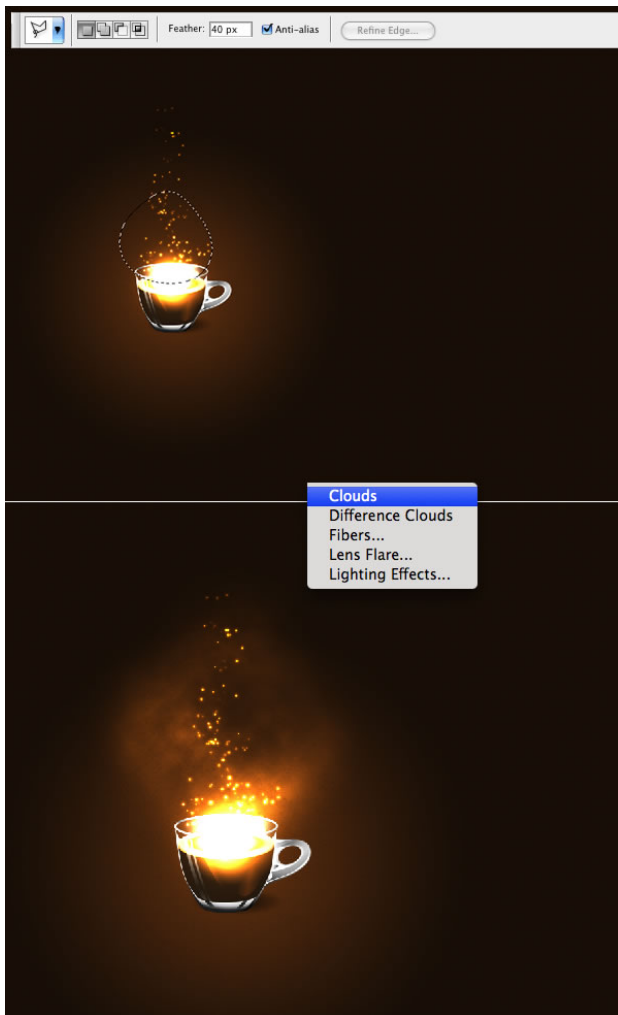 Feather: 40 px Anti-alias Refine Edge...
Clouds
Difference Clouds
Fibers...
Lens Flare...
Lighting Effects...